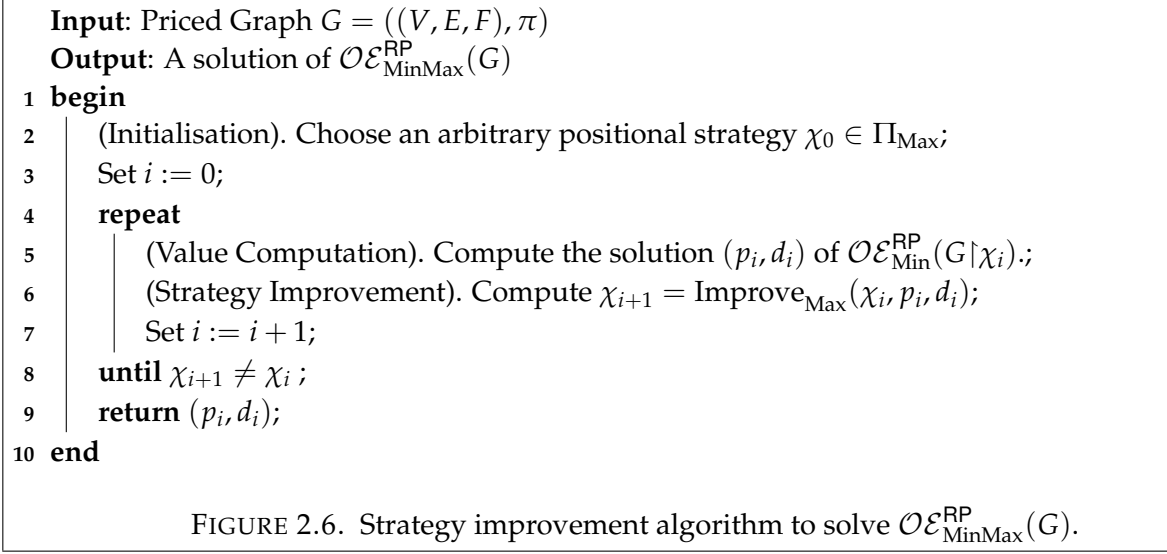 Input: Priced Graph G = ((V, E, F), π)
Output: A solution of 𝒪ℰ^RP_MinMax(G)
1 begin
2 (Initialisation). Choose an arbitrary positional strategy χ₀ ∈ Π_Max;
3 Set i := 0;
4 repeat
5 (Value Computation). Compute the solution (p_i, d_i) of 𝒪ℰ^RP_Min(G↾χ_i).;
6 (Strategy Improvement). Compute χ_{i+1} = Improve_Max(χ_i, p_i, d_i);
7 Set i := i + 1;
8 until χ_{i+1} ≠ χ_i ;
9 return (p_i, d_i);
10 end
FIGURE 2.6. Strategy improvement algorithm to solve 𝒪ℰ^RP_MinMax(G).